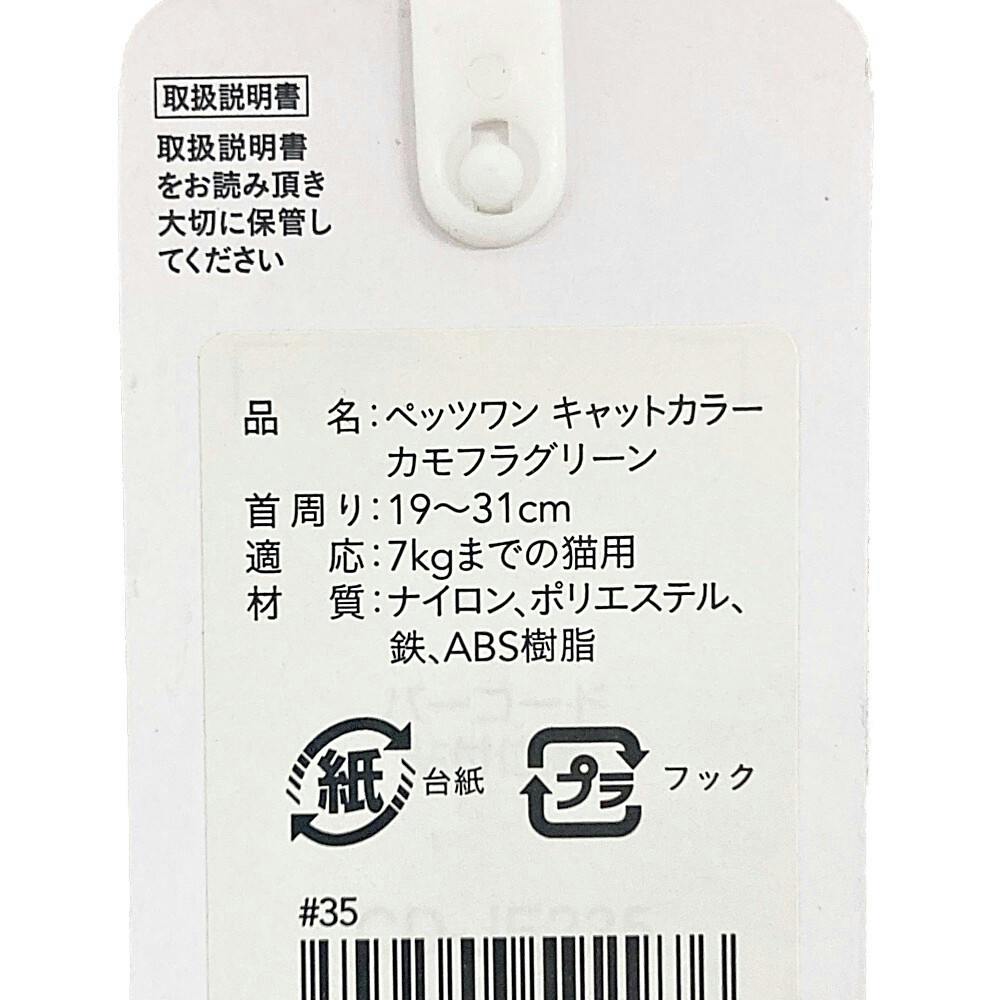 取扱説明書
取扱説明書
をお読み頂き
大切に保管し
てください
品 名：ペッツワン キャットカラー
カモフラグリーン
首周り：19～31cm
適 応：7kgまでの猫用
材 質：ナイロン、ポリエステル、
鉄、ABS樹脂
紙 台紙 プラ フック
#35